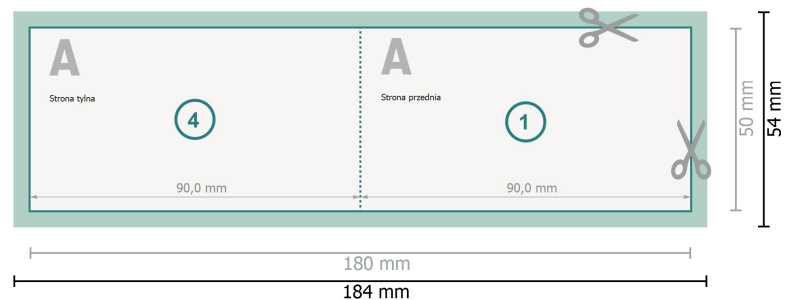 A
A
Strona tylna
Strona przednia
4
1
90,0 mm
90,0 mm
50 mm
54 mm
180 mm
184 mm